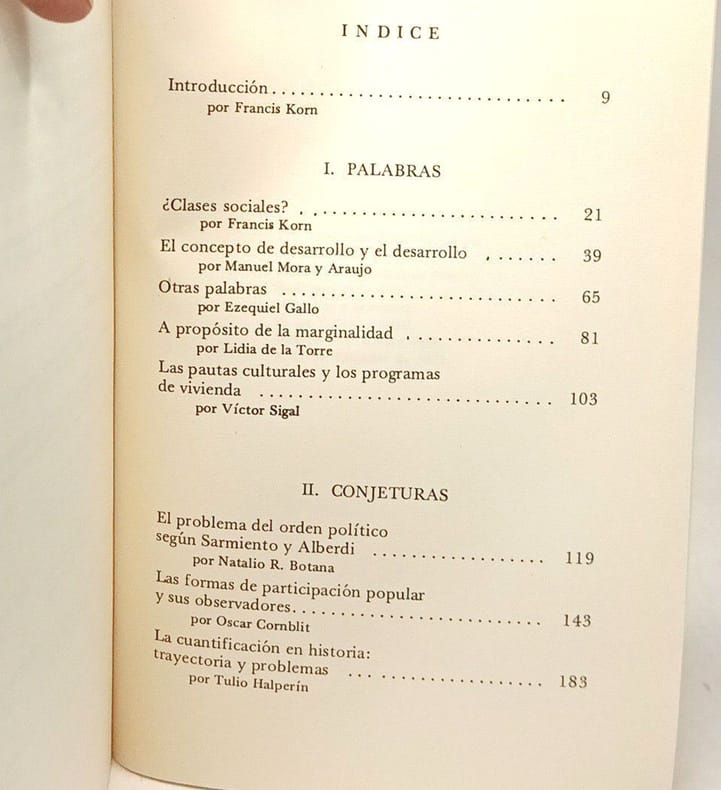 INDICE
Introducción . . . . . . . . . . . . . . . . . . . . . . . . . . . . . . 9
por Francis Korn
I. PALABRAS
¿Clases sociales? . . . . . . . . . . . . . . . . . . . . . . . . . . 21
por Francis Korn
El concepto de desarrollo y el desarrollo . . . . . . . 39
por Manuel Mora y Araujo
Otras palabras . . . . . . . . . . . . . . . . . . . . . . . . . . . . 65
por Ezequiel Gallo
A propósito de la marginalidad . . . . . . . . . . . . . . . 81
por Lidia de la Torre
Las pautas culturales y los programas
de vivienda . . . . . . . . . . . . . . . . . . . . . . . . . . . . . . 103
por Víctor Sigal
II. CONJETURAS
El problema del orden político
según Sarmiento y Alberdi . . . . . . . . . . . . . . . . . 119
por Natalio R. Botana
Las formas de participación popular
y sus observadores. . . . . . . . . . . . . . . . . . . . . . . . . 143
por Oscar Cornblit
La cuantificación en historia:
trayectoria y problemas . . . . . . . . . . . . . . . . . . . 183
por Tulio Halperín